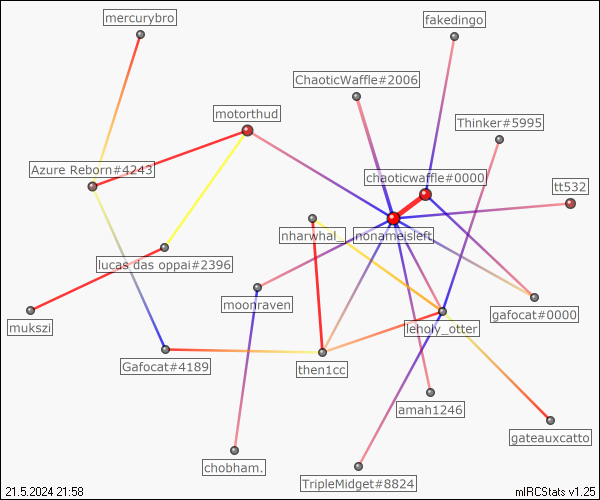 mercurybro
fakedingo
ChaoticWaffle#2006
motorthud
Thinker#5995
Azure Reborn#4243
chaoticwaffle#0000
tt532
nharwhal_
nonameisleft
lucas das oppai#2396
moonraven
gafocat#0000
mukszi
leholy_otter
Gafocat#4189
then1cc
amah1246
gateauxcatto
chobham.
TripleMidget#8824
21.5.2024 21:58
mIRCStats v1.25